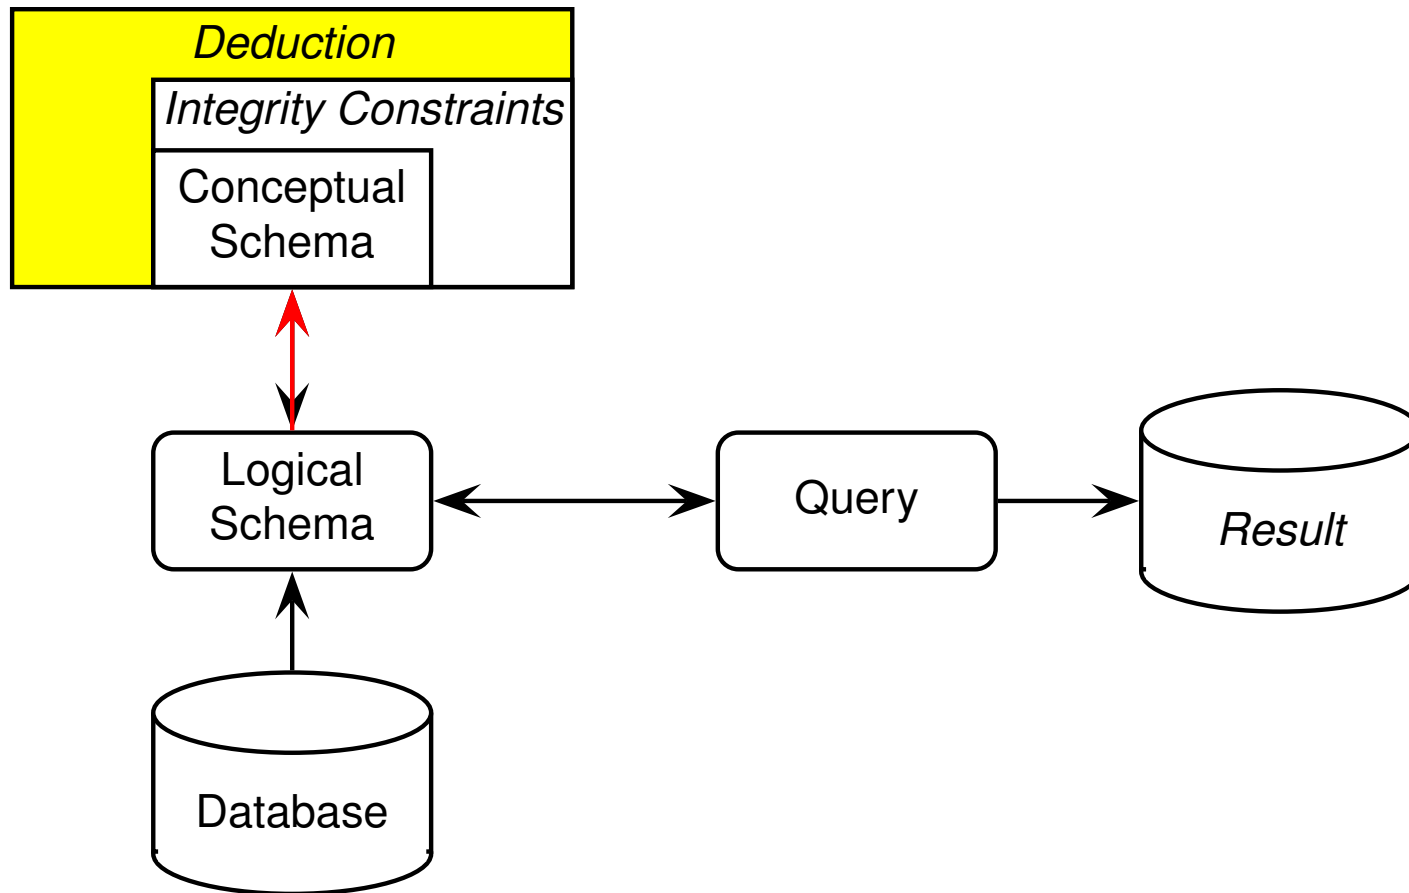 Deduction
Integrity Constraints
Conceptual
Schema
Logical
Schema
Query
Result
Database